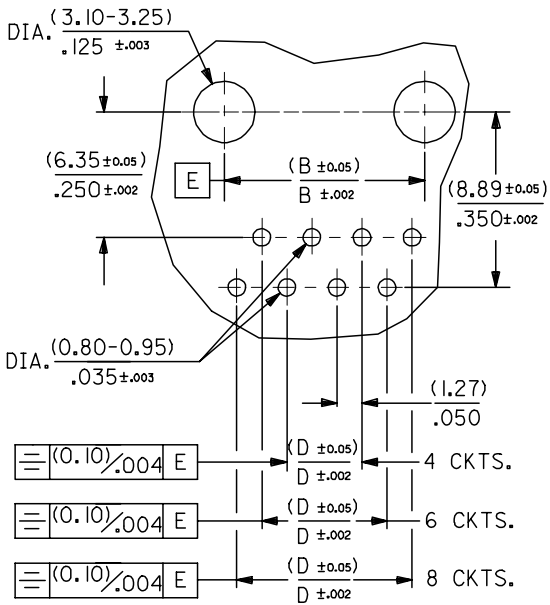 DIA. (3.10-3.25)
.125 ±.003
(6.35±0.05)
.250±.002
E
(B ±0.05)
B ±.002
(8.89±0.05)
.350±.002
DIA. (0.80-0.95)
.035±.003
(1.27)
.050
(0.10)/.004 E
(D ±0.05)
D ±.002
4 CKTS.
(0.10)/.004 E
(D ±0.05)
D ±.002
6 CKTS.
(0.10)/.004 E
(D ±0.05)
D ±.002
8 CKTS.